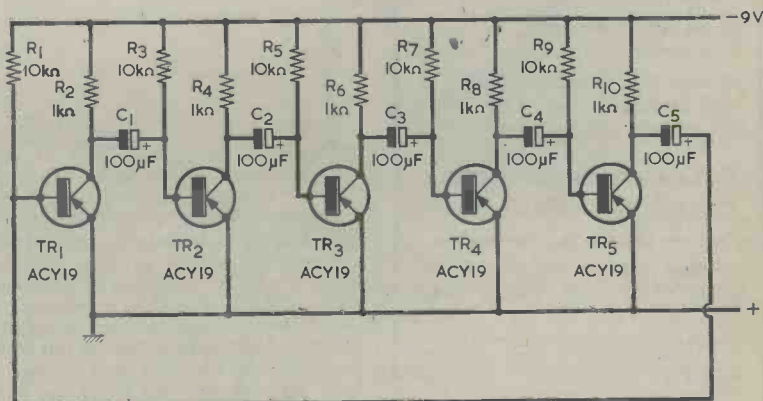 −9V
R1
10kΩ
R2
1kΩ
R3
10kΩ
R4
1kΩ
R5
10kΩ
R6
1kΩ
R7
10kΩ
R8
1kΩ
R9
10kΩ
R10
1kΩ
C1
+
100µF
C2
+
100µF
C3
+
100µF
C4
+
100µF
C5
+
100µF
TR1
ACY19
TR2
ACY19
TR3
ACY19
TR4
ACY19
TR5
ACY19
+